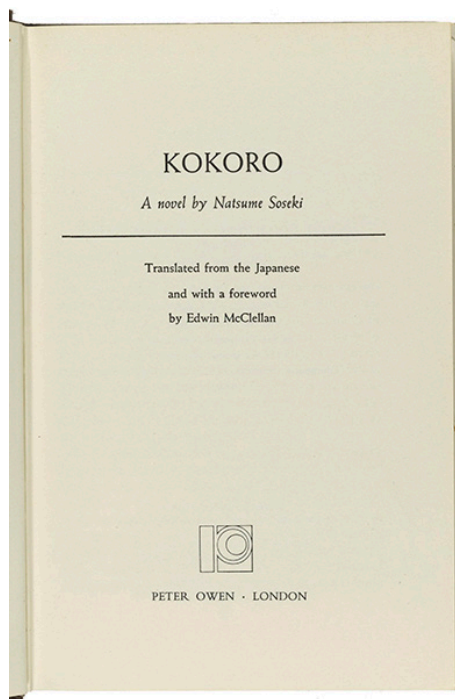 KOKORO
A novel by Natsume Soseki
Translated from the Japanese
and with a foreword
by Edwin McClellan
PETER OWEN · LONDON